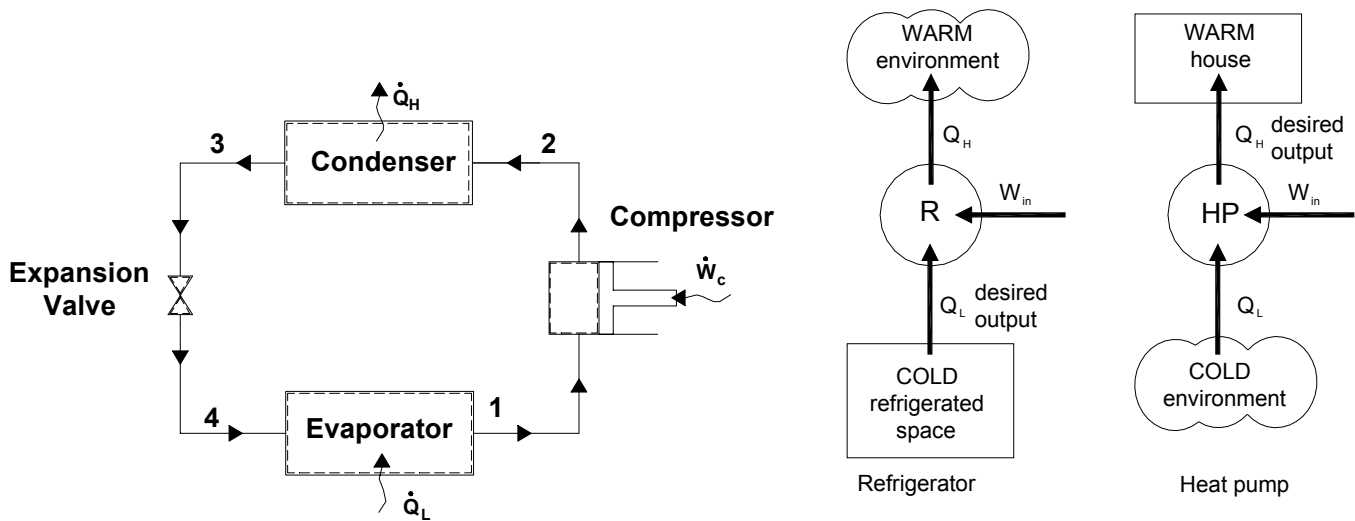 Q̇H
3
Condenser
2
Compressor
Expansion
Valve
Ẇc
4
Evaporator
1
Q̇L
WARM
environment
QH
R
Win
QL
desired
output
COLD
refrigerated
space
Refrigerator
WARM
house
QH
desired
output
HP
Win
QL
COLD
environment
Heat pump